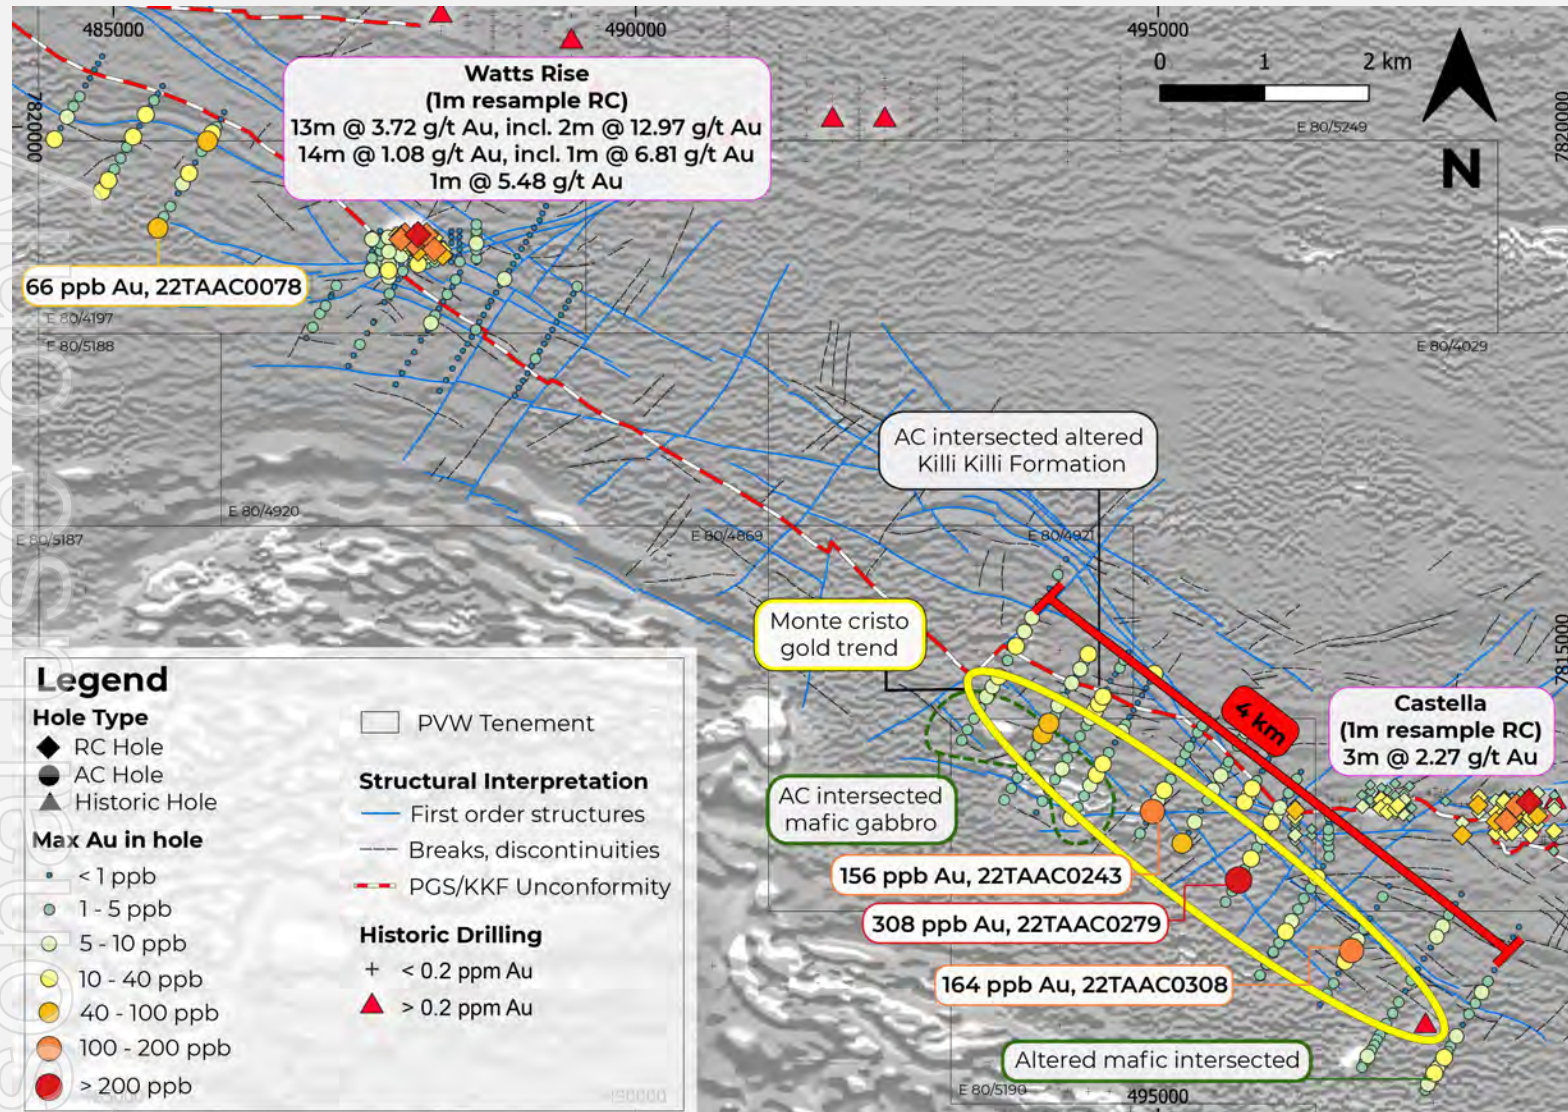 485000
490000
495000
0 1 2 km
N
7820000
7820000
7815000
Watts Rise
(1m resample RC)
13m @ 3.72 g/t Au, incl. 2m @ 12.97 g/t Au
14m @ 1.08 g/t Au, incl. 1m @ 6.81 g/t Au
1m @ 5.48 g/t Au
E 80/5249
66 ppb Au, 22TAAC0078
E 80/4197
E 80/5188
E 80/4029
AC intersected altered
Killi Killi Formation
E 80/4920
E 80/5187
E 80/4869
E 80/4921
Monte cristo
gold trend
4 km
Castella
(1m resample RC)
3m @ 2.27 g/t Au
AC intersected
mafic gabbro
156 ppb Au, 22TAAC0243
308 ppb Au, 22TAAC0279
164 ppb Au, 22TAAC0308
Altered mafic intersected
E 80/5190
495000
Legend
Hole Type
RC Hole
AC Hole
Historic Hole
Max Au in hole
< 1 ppb
1 - 5 ppb
5 - 10 ppb
10 - 40 ppb
40 - 100 ppb
100 - 200 ppb
> 200 ppb
PVW Tenement
Structural Interpretation
First order structures
Breaks, discontinuities
PGS/KKF Unconformity
Historic Drilling
< 0.2 ppm Au
> 0.2 ppm Au
485000
490000